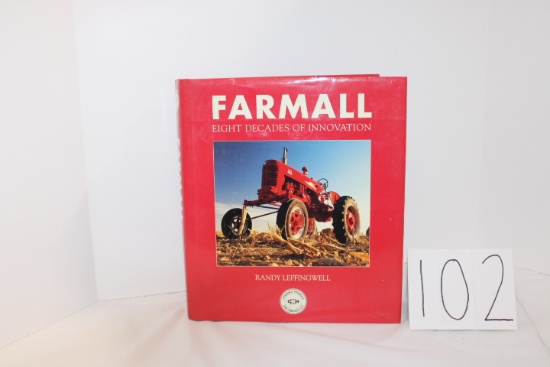 FARMALL
EIGHT DECADES OF INNOVATION
RANDY LEFFINGWELL
102